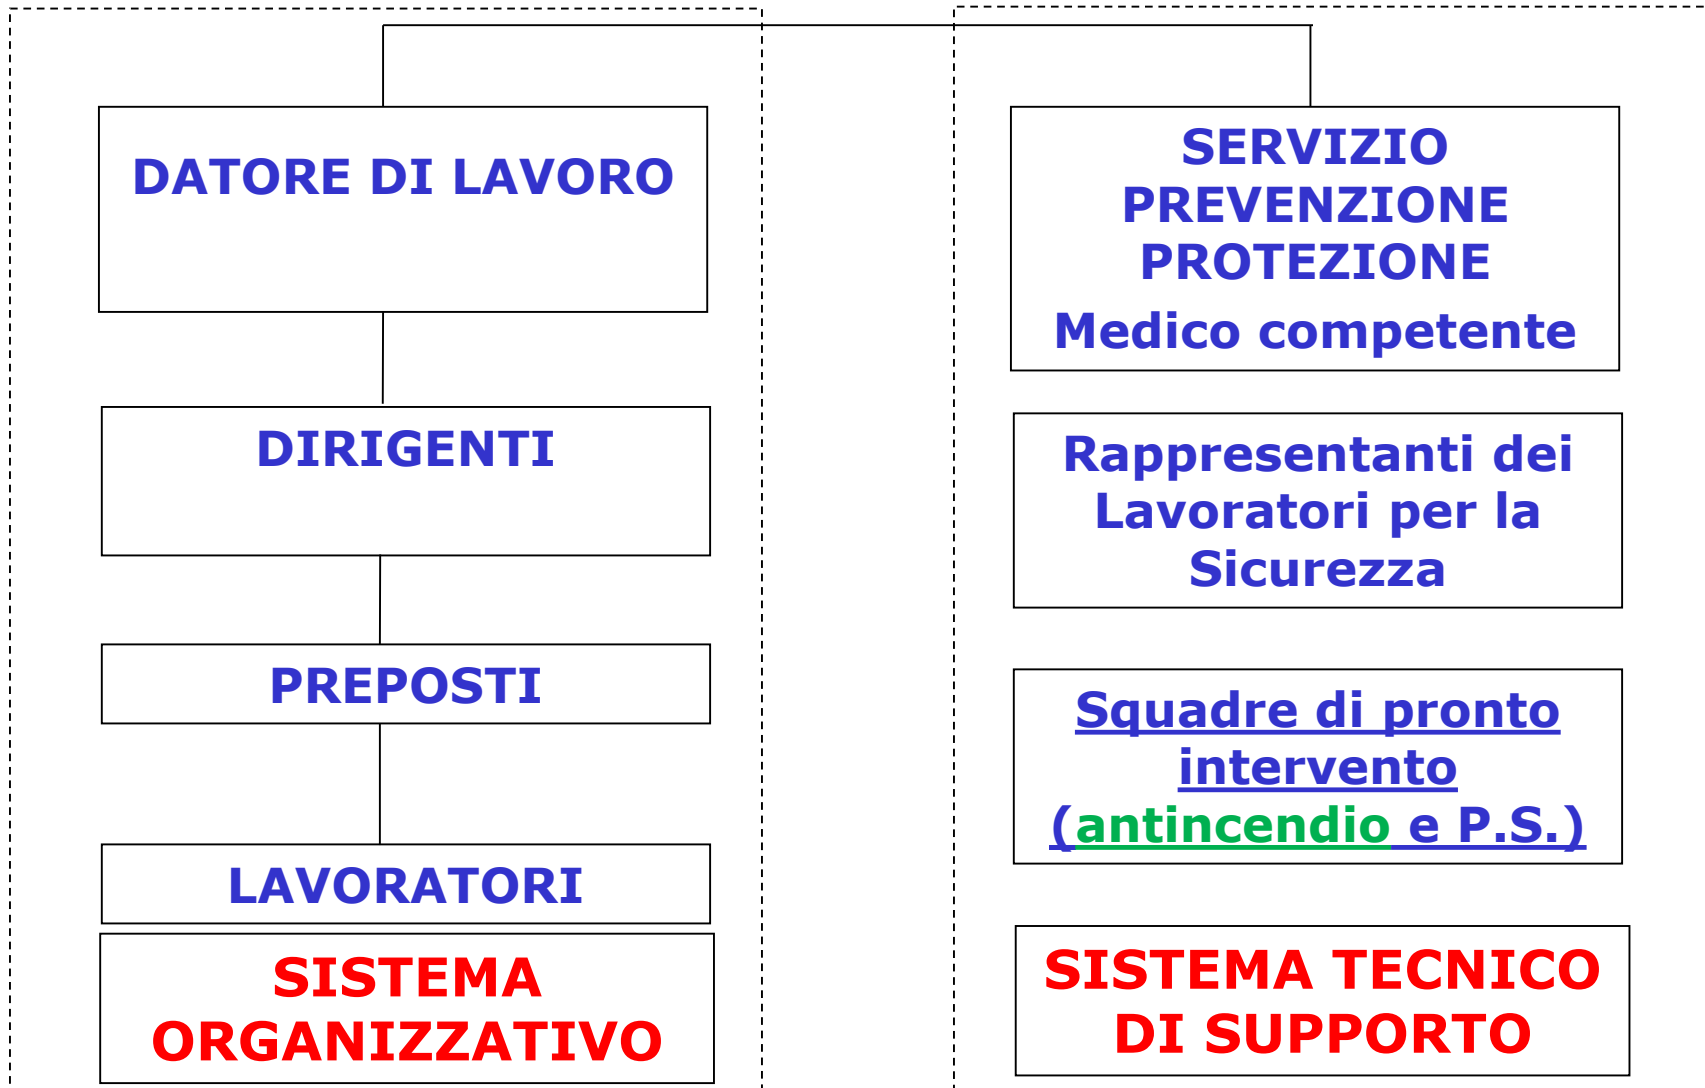 DATORE DI LAVORO
DIRIGENTI
PREPOSTI
LAVORATORI
SISTEMA
ORGANIZZATIVO
SERVIZIO
PREVENZIONE
PROTEZIONE
Medico competente
Rappresentanti dei
Lavoratori per la
Sicurezza
Squadre di pronto
intervento
(antincendio e P.S.)
SISTEMA TECNICO
DI SUPPORTO